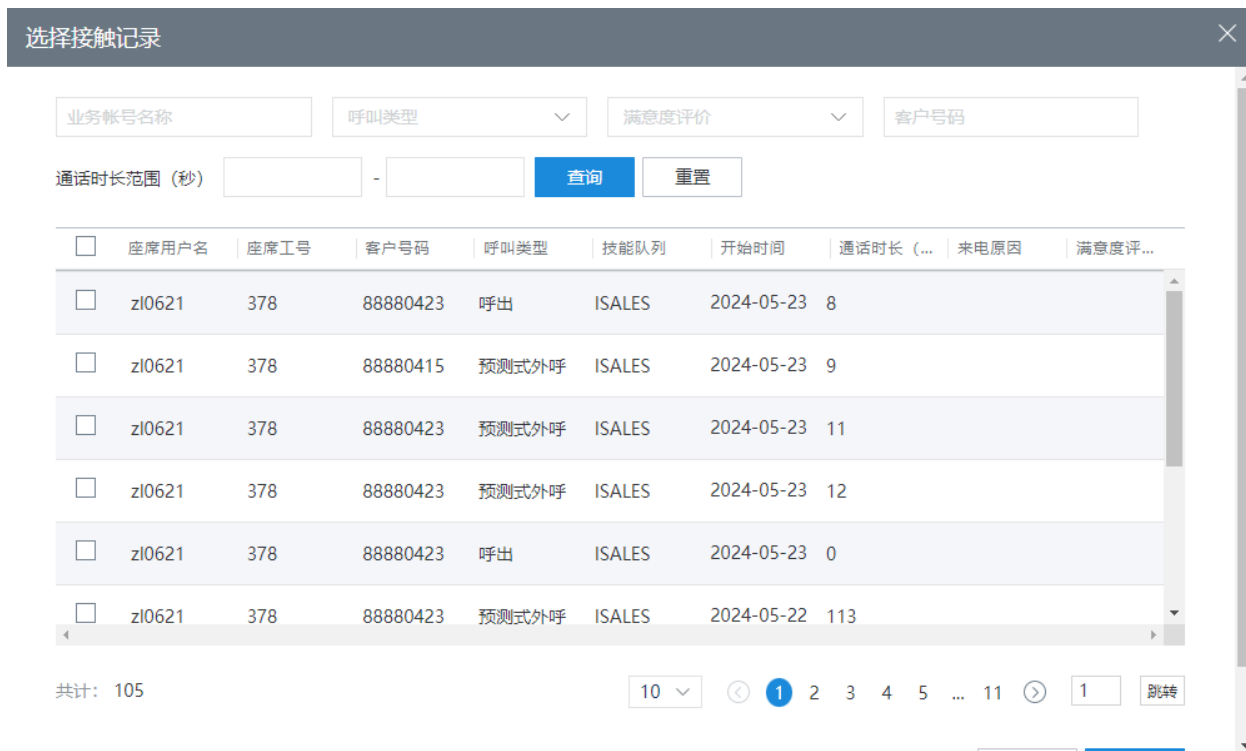 选择接触记录
业务帐号名称 呼叫类型 满意度评价 客户号码
通话时长范围（秒） - 查询 重置
座席用户名 座席工号 客户号码 呼叫类型 技能队列 开始时间 通话时长（... 来电原因 满意度评...
zl0621 378 88880423 呼出 ISALES 2024-05-23 8
zl0621 378 88880415 预测式外呼 ISALES 2024-05-23 9
zl0621 378 88880423 预测式外呼 ISALES 2024-05-23 11
zl0621 378 88880423 预测式外呼 ISALES 2024-05-23 12
zl0621 378 88880423 呼出 ISALES 2024-05-23 0
zl0621 378 88880423 预测式外呼 ISALES 2024-05-22 113
共计： 105 10 1 2 3 4 5 ... 11 1 跳转